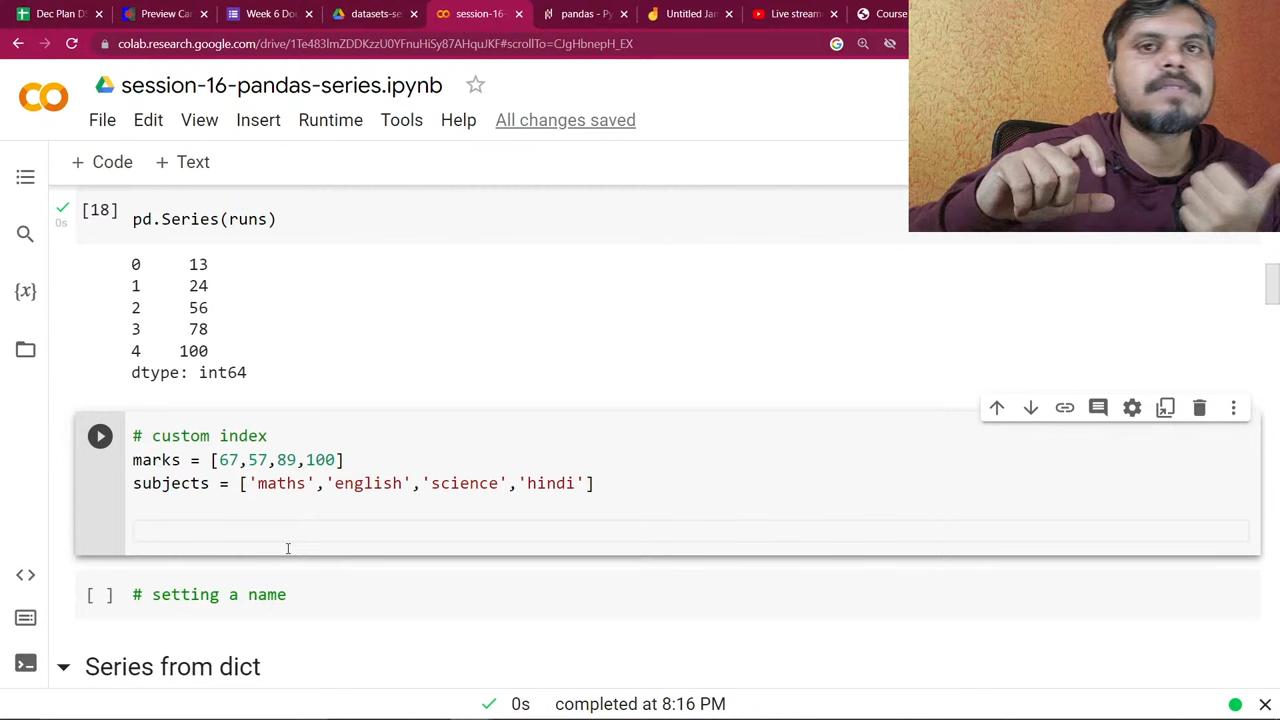 Dec Plan DS
Preview Car
Week 6 Dou
datasets-se
session-16-
pandas - Py
Untitled Jam
Live stream
Course
colab.research.google.com/drive/1Te483lmZDDKzzU0YFnuHiSy87AHquJKF#scrollTo=CJgHbnepH_EX
session-16-pandas-series.ipynb
File Edit View Insert Runtime Tools Help All changes saved
+ Code + Text
[18] pd.Series(runs)
0s
0 13
1 24
2 56
3 78
4 100
dtype: int64
# custom index
marks = [67,57,89,100]
subjects = ['maths','english','science','hindi']
[ ] # setting a name
Series from dict
0s completed at 8:16 PM